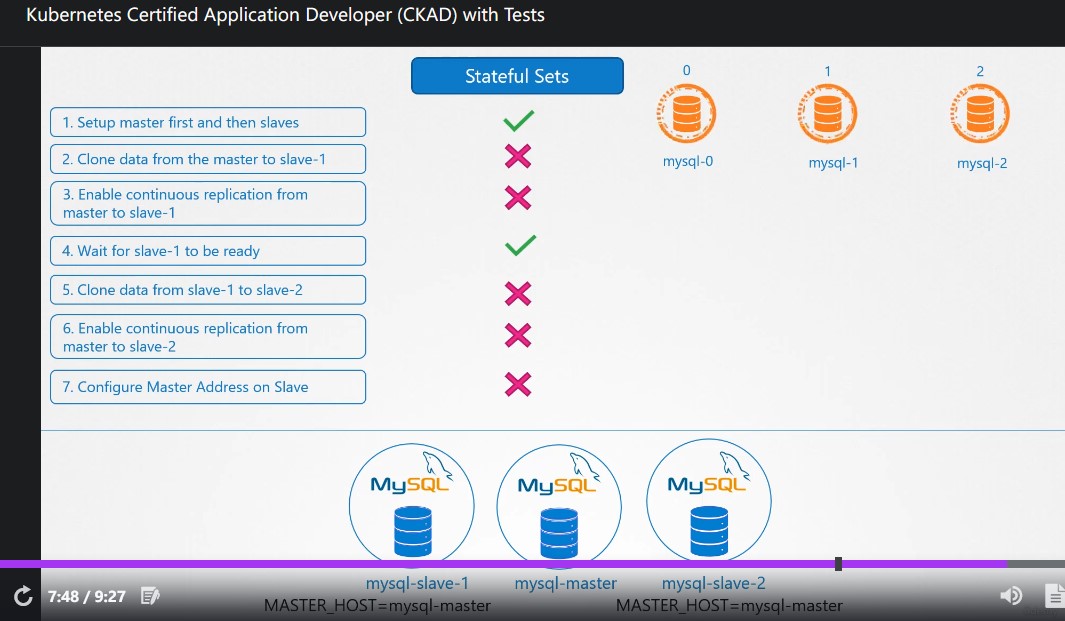 Kubernetes Certified Application Developer (CKAD) with Tests
Stateful Sets
0
1
2
1. Setup master first and then slaves
2. Clone data from the master to slave-1
mysql-0
mysql-1
mysql-2
3. Enable continuous replication from
master to slave-1
4. Wait for slave-1 to be ready
5. Clone data from slave-1 to slave-2
6. Enable continuous replication from
master to slave-2
7. Configure Master Address on Slave
MySQL
MySQL
MySQL
mysql-slave-1
mysql-master
mysql-slave-2
MASTER_HOST=mysql-master
MASTER_HOST=mysql-master
7:48 / 9:27